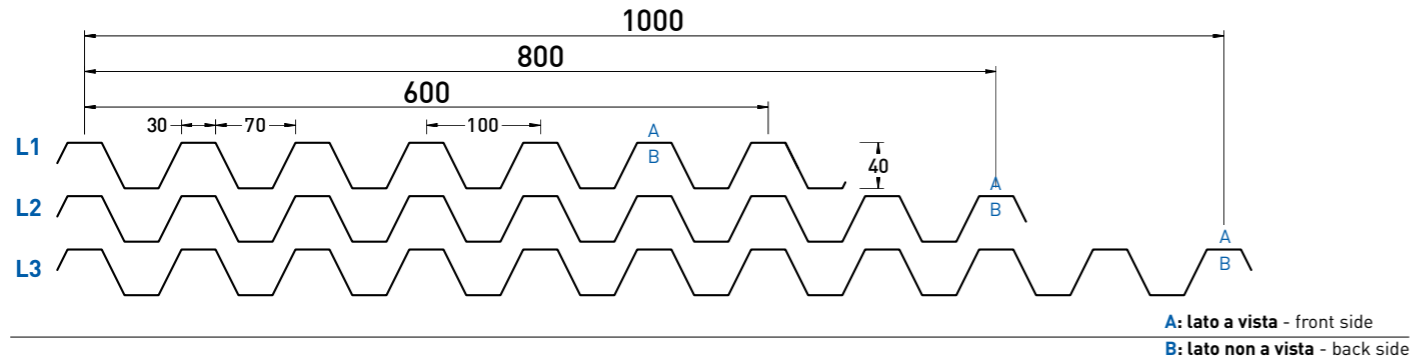 1000
800
600
30 70 100
L1 A
B 40
L2 A
B
L3 A
B
A: lato a vista - front side
B: lato non a vista - back side